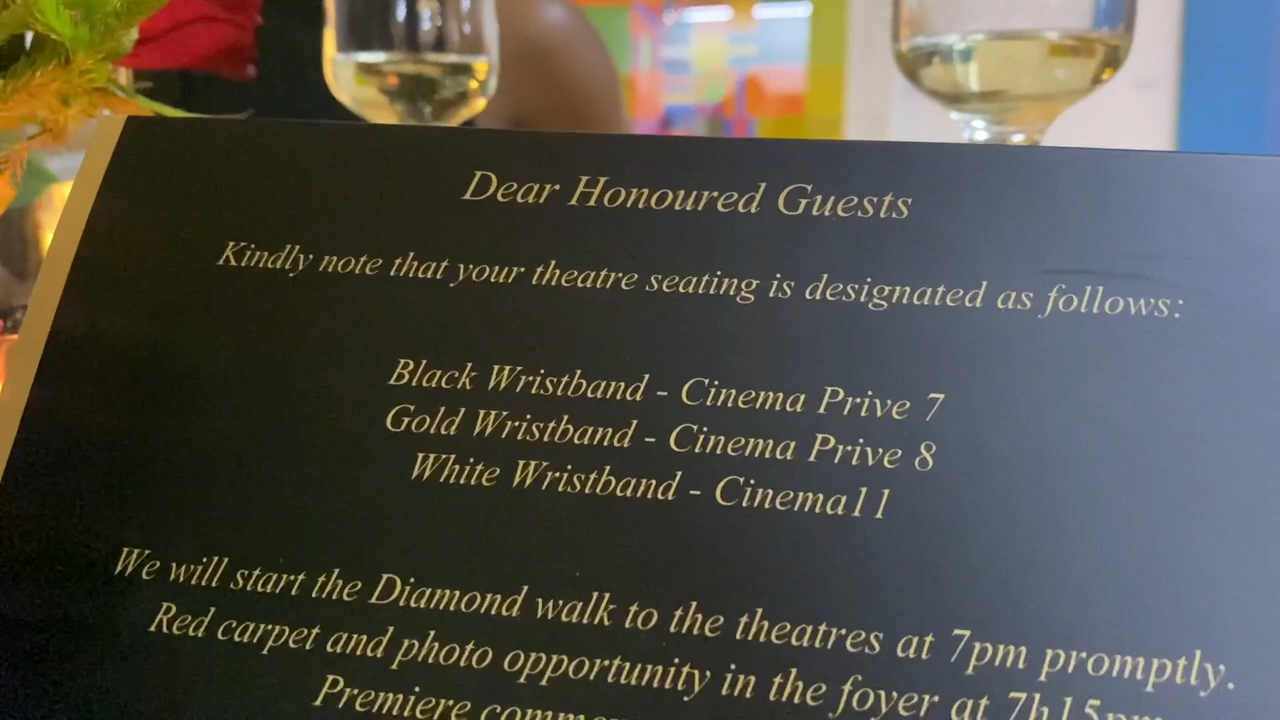 Dear Honoured Guests
Kindly note that your theatre seating is designated as follows:
Black Wristband - Cinema Prive 7
Gold Wristband - Cinema Prive 8
White Wristband - Cinema11
We will start the Diamond walk to the theatres at 7pm promptly.
Red carpet and photo opportunity in the foyer at 7h15pm
Premiere